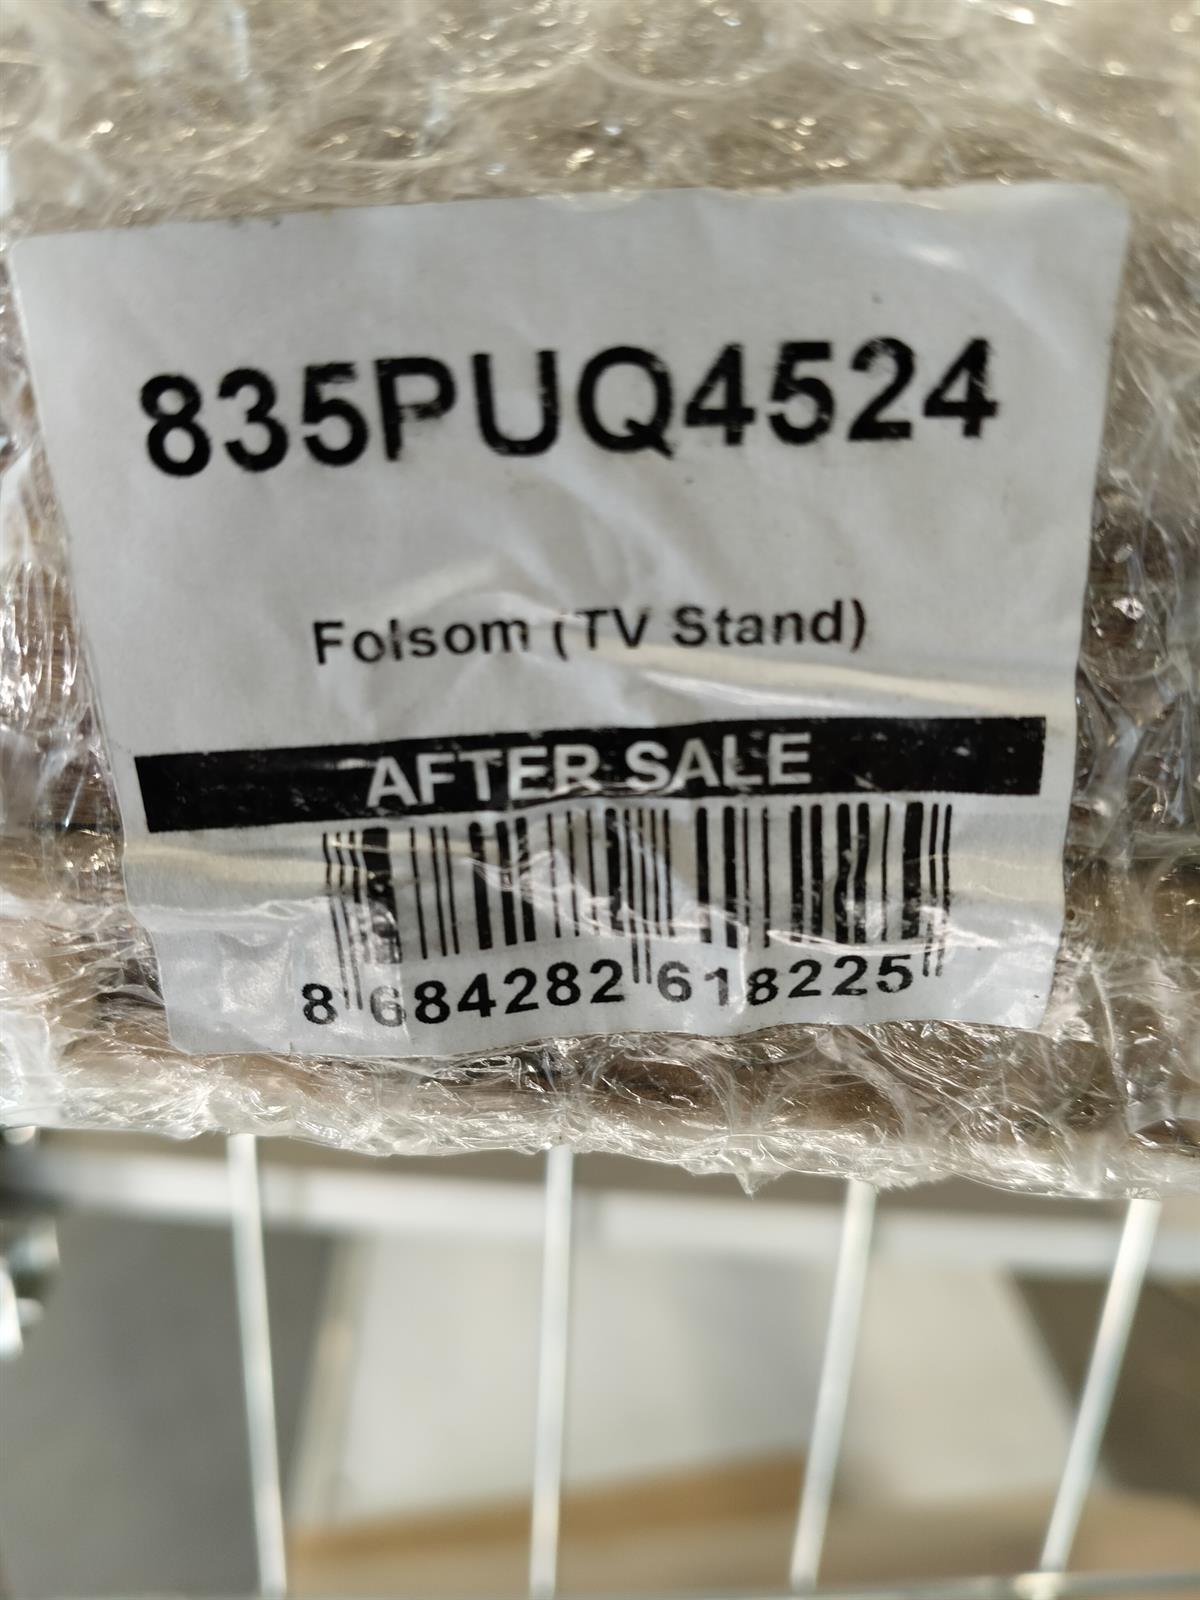 835PUQ4524
Folsom (TV Stand)
AFTER SALE
8 684282 618225